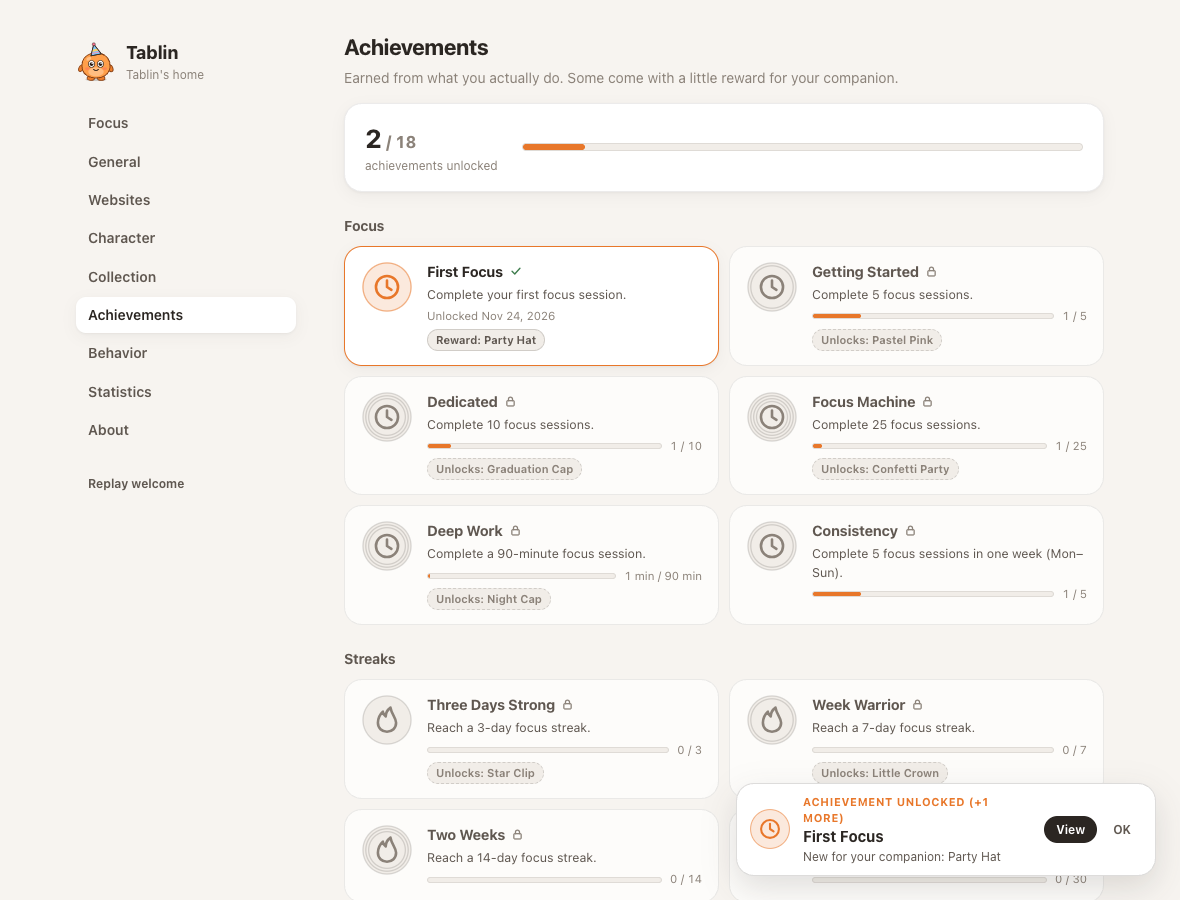 Tablin
Tablin's home
Focus
General
Websites
Character
Collection
Achievements
Behavior
Statistics
About
Replay welcome
Achievements
Earned from what you actually do. Some come with a little reward for your companion.
2 / 18
achievements unlocked
Focus
First Focus
Complete your first focus session.
Unlocked Nov 24, 2026
Reward: Party Hat
Getting Started
Complete 5 focus sessions.
1 / 5
Unlocks: Pastel Pink
Dedicated
Complete 10 focus sessions.
1 / 10
Unlocks: Graduation Cap
Focus Machine
Complete 25 focus sessions.
1 / 25
Unlocks: Confetti Party
Deep Work
Complete a 90-minute focus session.
1 min / 90 min
Unlocks: Night Cap
Consistency
Complete 5 focus sessions in one week (Mon–
Sun).
1 / 5
Streaks
Three Days Strong
Reach a 3-day focus streak.
0 / 3
Unlocks: Star Clip
Week Warrior
Reach a 7-day focus streak.
0 / 7
Unlocks: Little Crown
Two Weeks
Reach a 14-day focus streak.
0 / 14
0 / 30
ACHIEVEMENT UNLOCKED (+1
MORE)
First Focus
New for your companion: Party Hat
View
OK